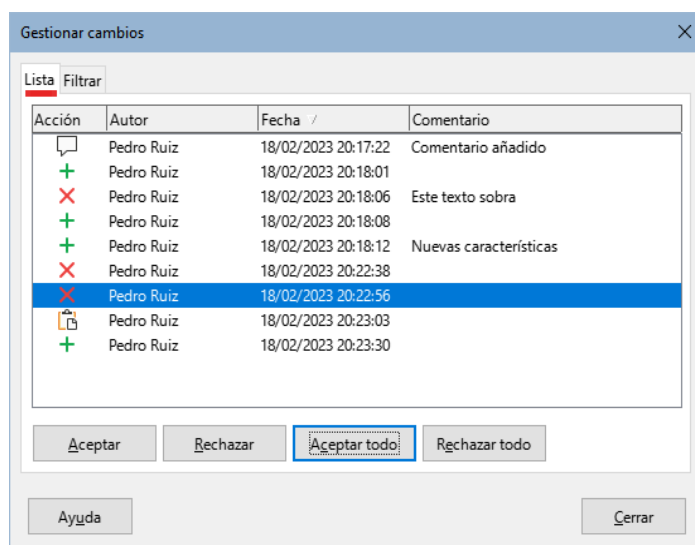 Gestionar cambios
Lista Filtrar
Acción Autor Fecha Comentario
Pedro Ruiz 18/02/2023 20:17:22 Comentario añadido
Pedro Ruiz 18/02/2023 20:18:01
Pedro Ruiz 18/02/2023 20:18:06 Este texto sobra
Pedro Ruiz 18/02/2023 20:18:08
Pedro Ruiz 18/02/2023 20:18:12 Nuevas características
Pedro Ruiz 18/02/2023 20:22:38
Pedro Ruiz 18/02/2023 20:22:56
Pedro Ruiz 18/02/2023 20:23:03
Pedro Ruiz 18/02/2023 20:23:30
Aceptar Rechazar Aceptar todo Rechazar todo
Ayuda Cerrar